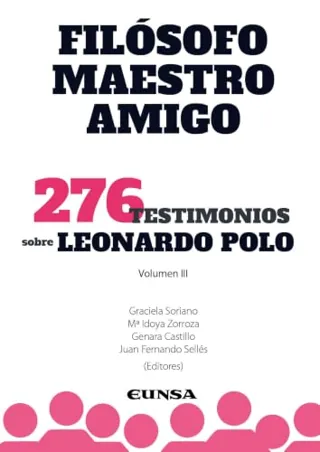 FILÓSOFO
MAESTRO
AMIGO
276 TESTIMONIOS
sobre LEONARDO POLO
Volumen III
Graciela Soriano
Mª Idoya Zorroza
Genara Castillo
Juan Fernando Sellés
(Editores)
EUNSA